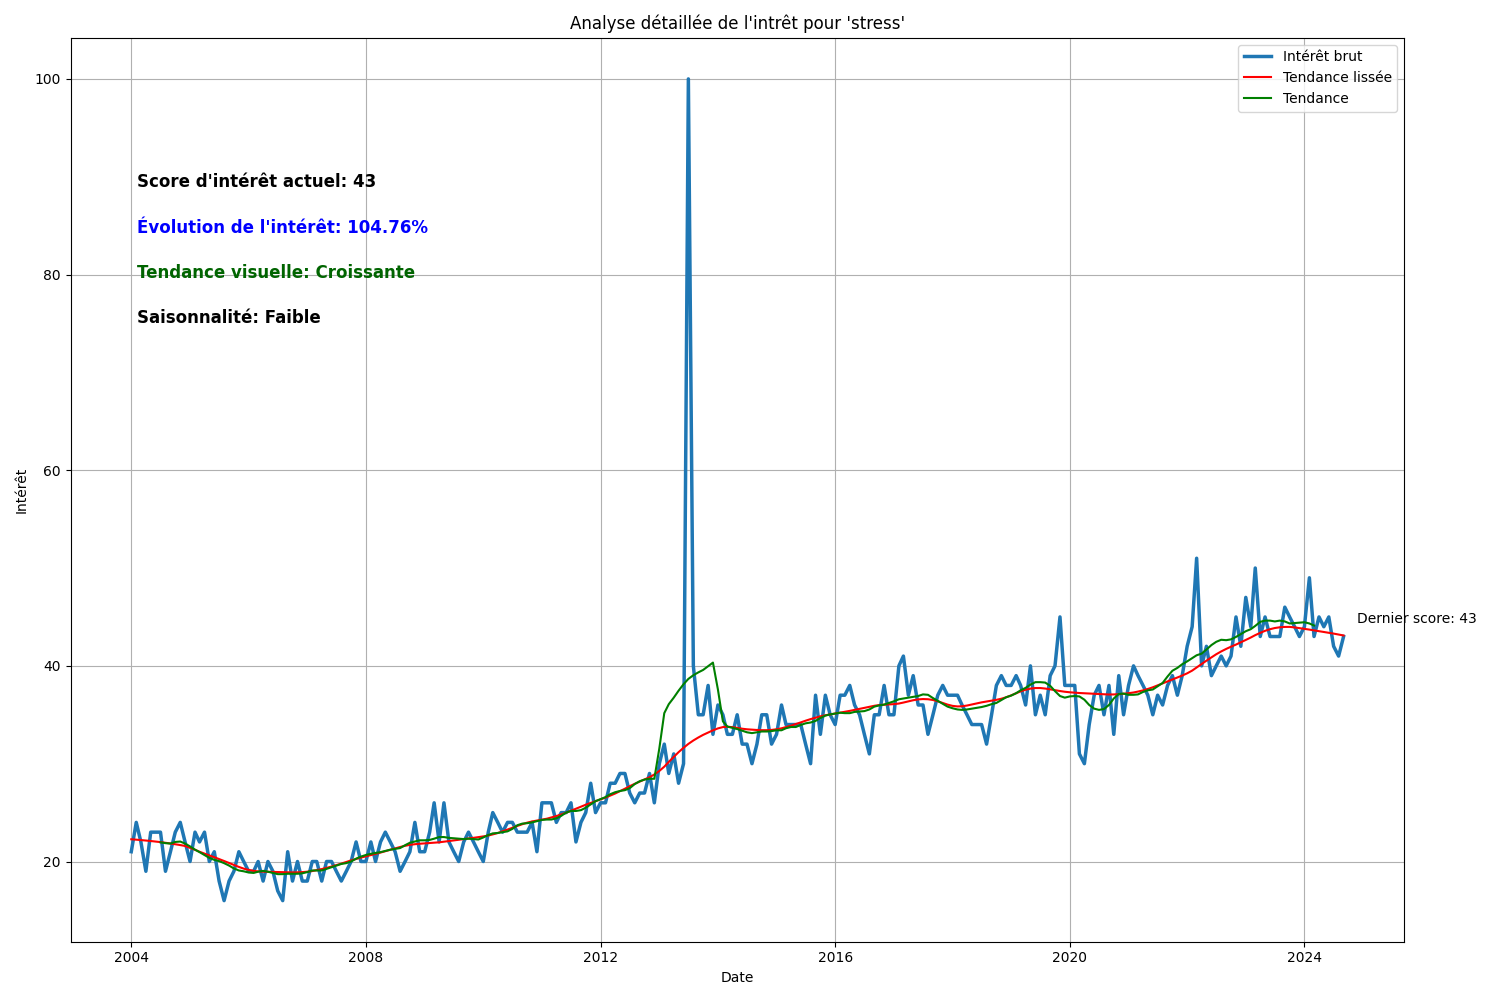 Analyse détaillée de l'intrêt pour 'stress'
Intérêt brut
Tendance lissée
Tendance
100
80
60
40
20
Intérêt
Score d'intérêt actuel: 43
Évolution de l'intérêt: 104.76%
Tendance visuelle: Croissante
Saisonnalité: Faible
Dernier score: 43
2004
2008
2012
2016
2020
2024
Date